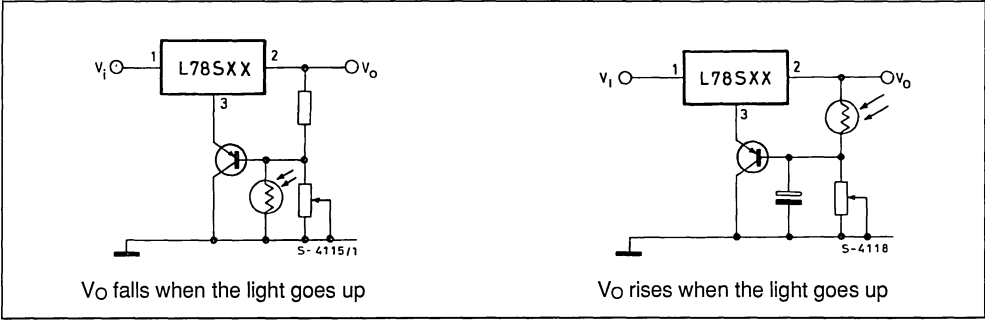 1 2
Vi L78SXX Vo
3
S-4115/1
VO falls when the light goes up
1 2
VI L78SXX Vo
3
S-4118
VO rises when the light goes up